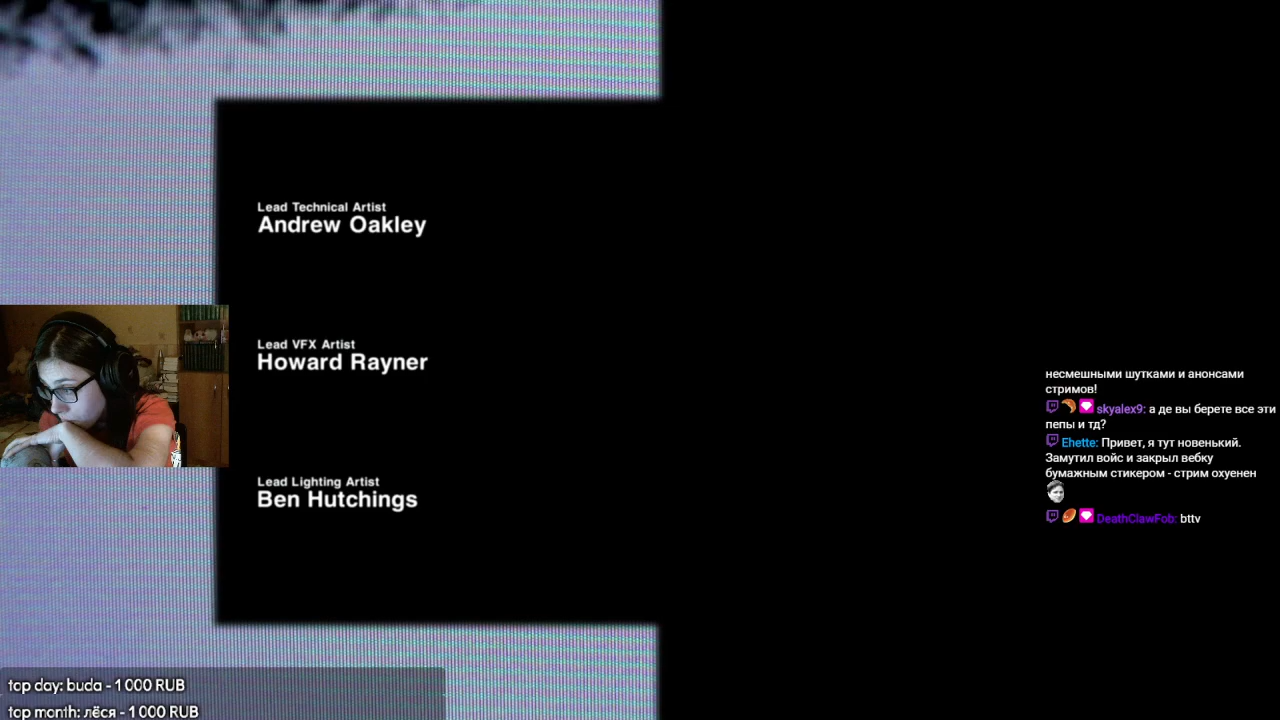 Lead Technical Artist
Andrew Oakley
Lead VFX Artist
Howard Rayner
Lead Lighting Artist
Ben Hutchings
несмешными шутками и анонсами
стримов!
skyalex9: а де вы берете все эти
пепы и тд?
Ehette: Привет, я тут новенький.
Замутил войс и закрыл вебку
бумажным стикером - стрим охуенен
DeathClawFob: bttv
top day: buda - 1 000 RUB
top month: лёся - 1 000 RUB